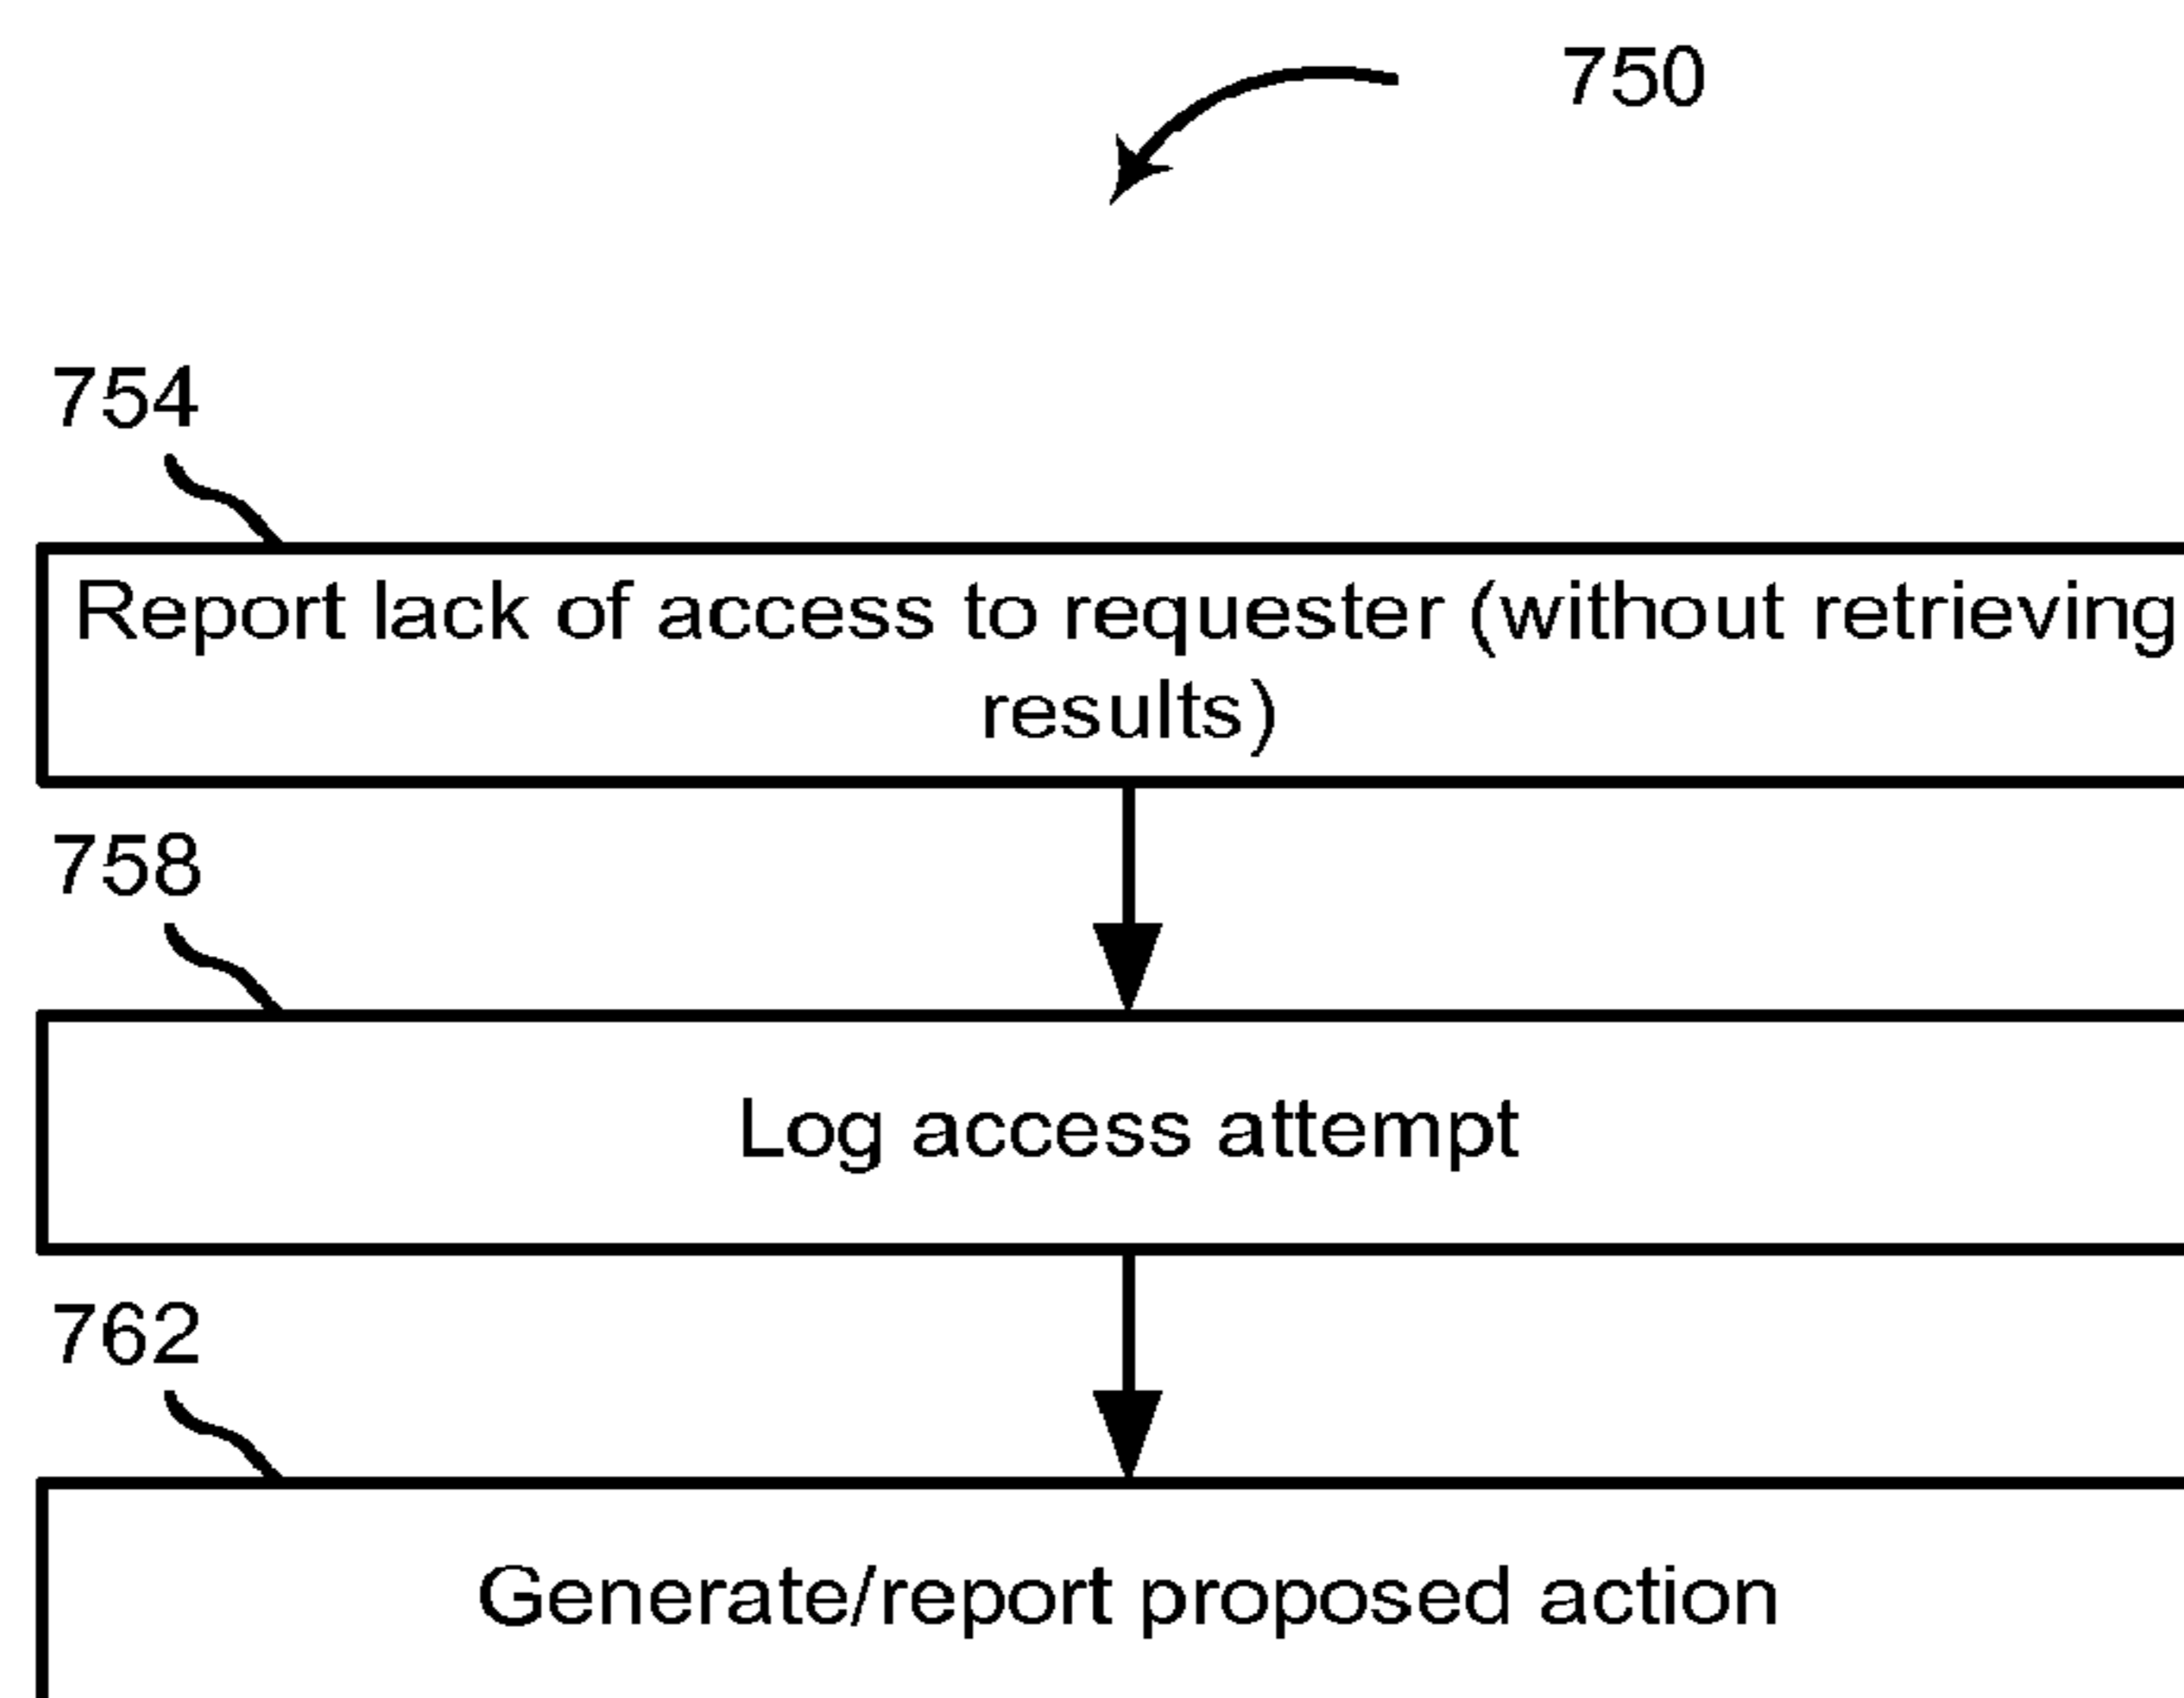 750
754
Report lack of access to requester (without retrieving
results)
758
Log access attempt
762
Generate/report proposed action